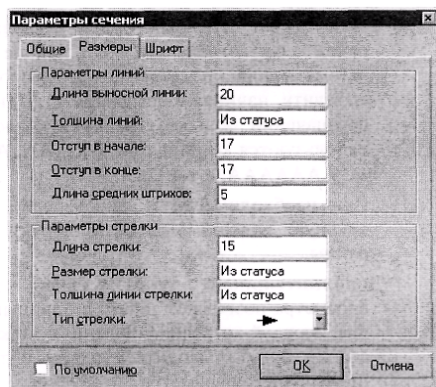 Параметры сечения
Общие Размеры Шрифт
Параметры линий
Длина выносной линии: 20
Толщина линий: Из статуса
Отступ в начале: 17
Отступ в конце: 17
Длина средних штрихов: 5
Параметры стрелки
Длина стрелки: 15
Размер стрелки: Из статуса
Толщина линии стрелки: Из статуса
Тип стрелки:
По умолчанию OK Отмена